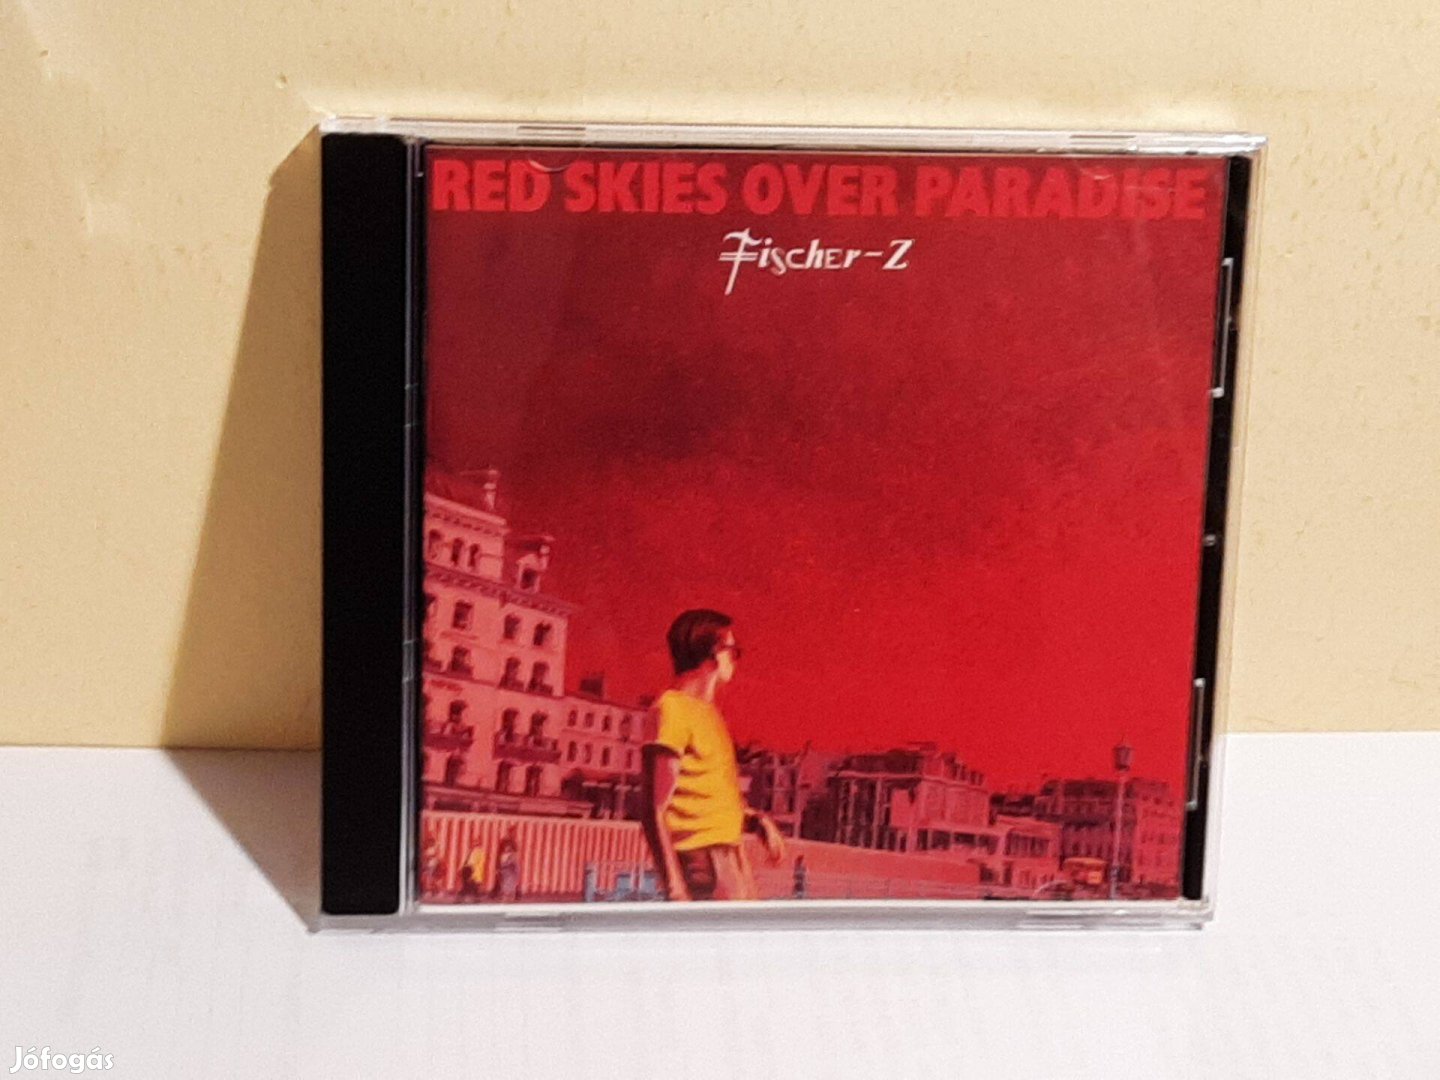 RED SKIES OVER PARADISE
Fischer-Z
Jófogás